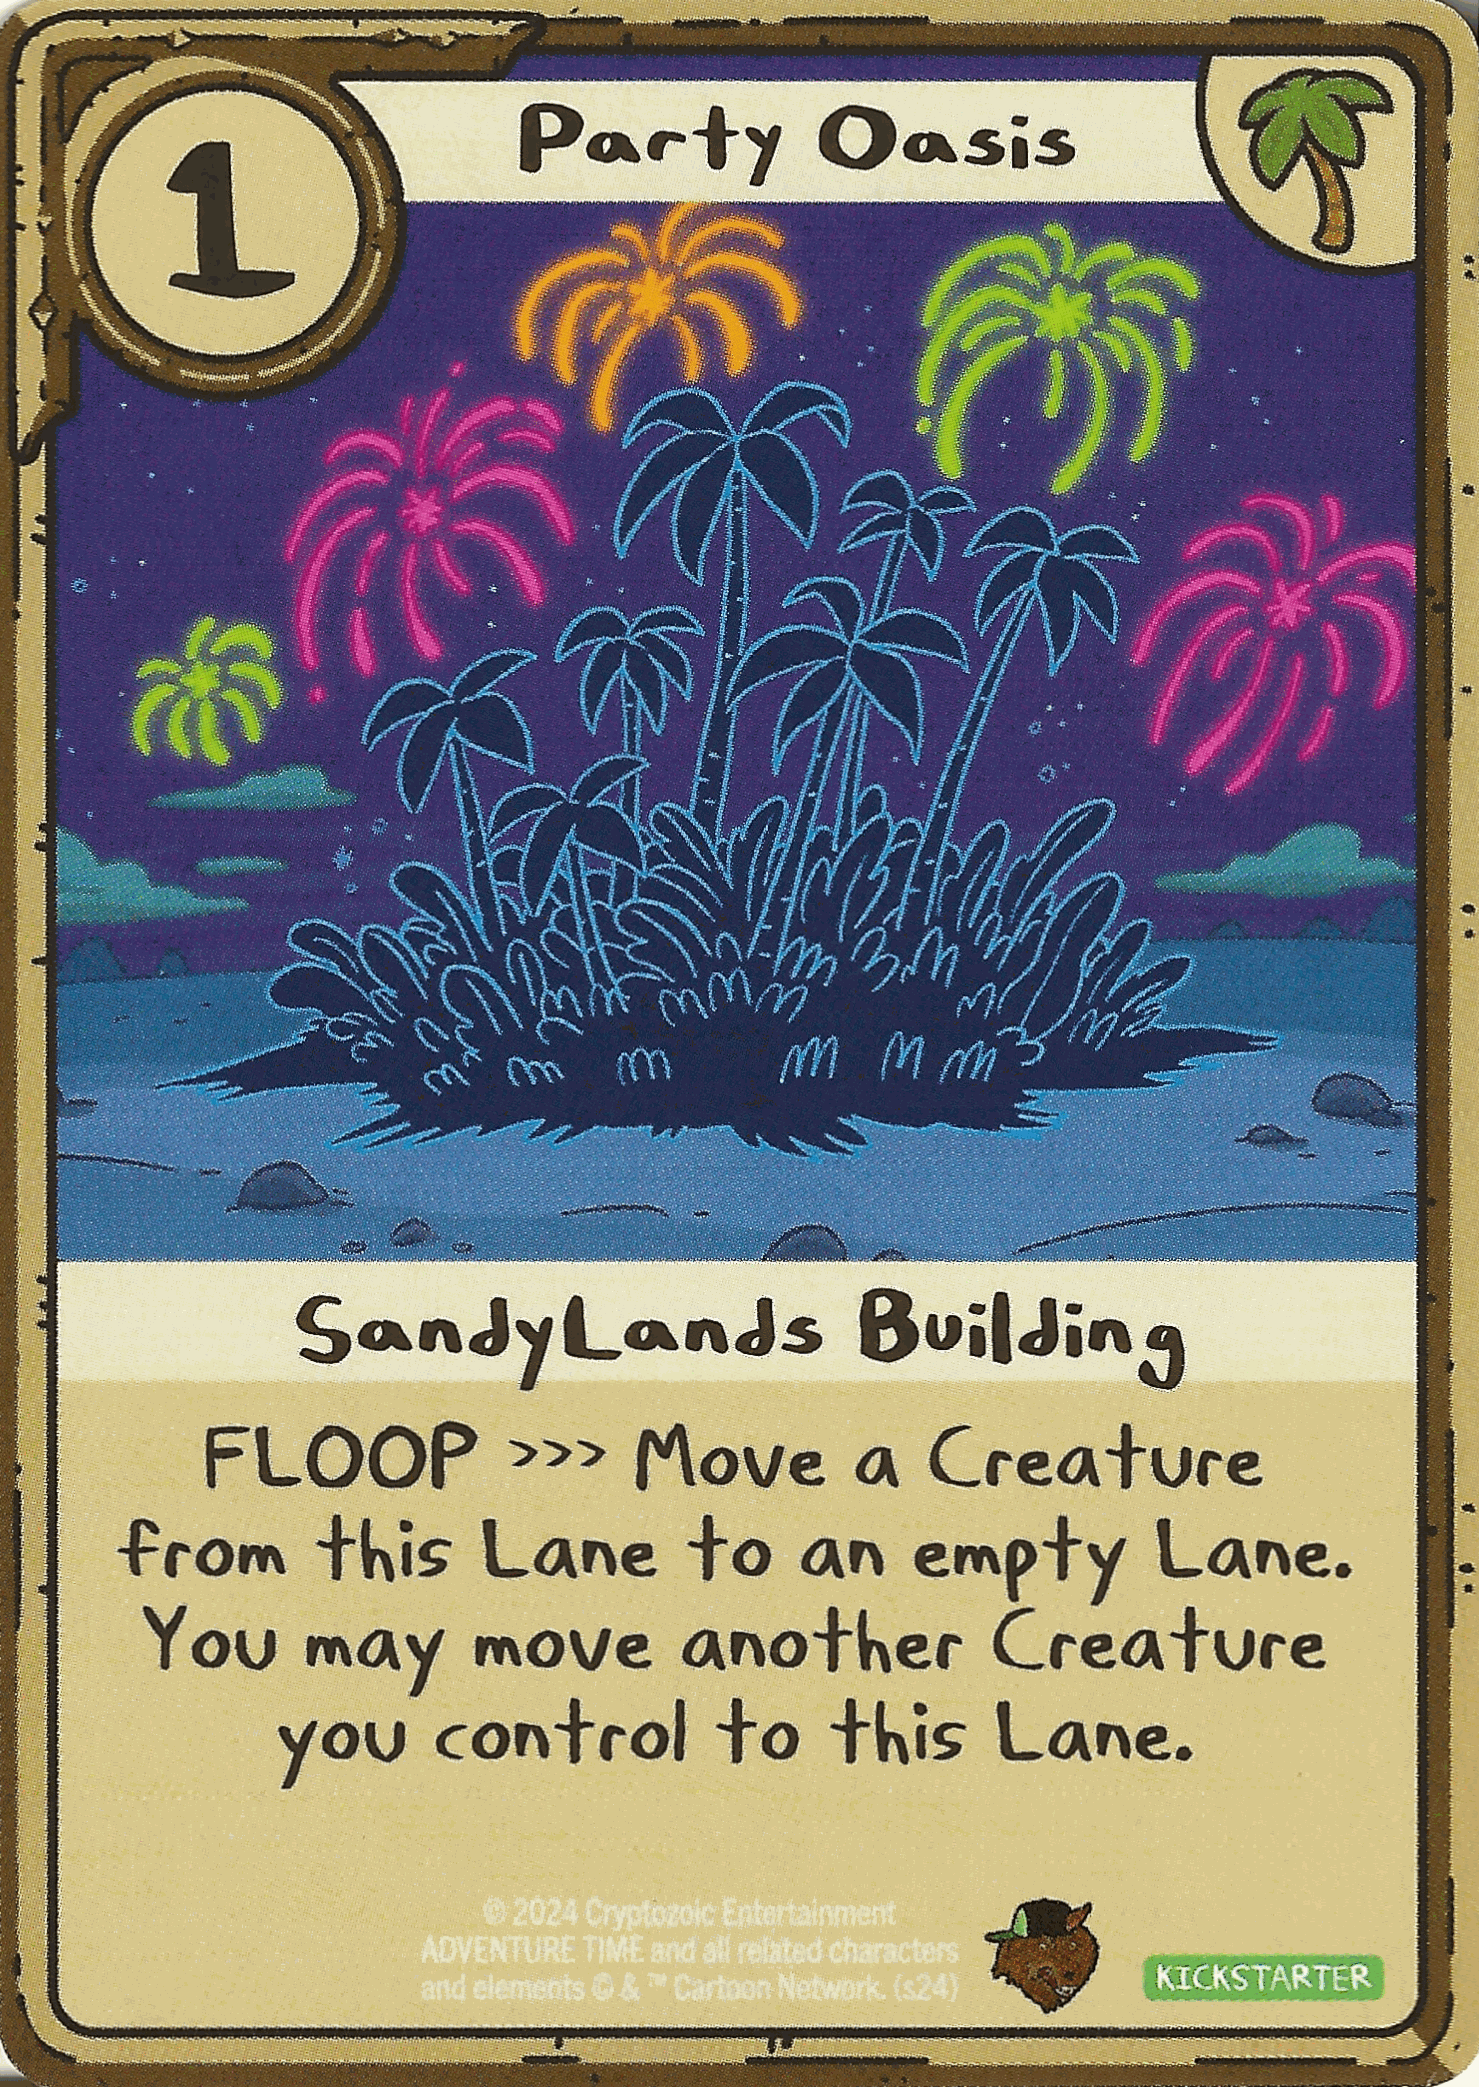 1
Party Oasis
SandyLands Building
FLOOP >>> Move a Creature
from this Lane to an empty Lane.
You may move another Creature
you control to this Lane.
© 2024 Cryptozoic Entertainment
ADVENTURE TIME and all related characters
and elements © & ™ Cartoon Network. (s24)
KICKSTARTER